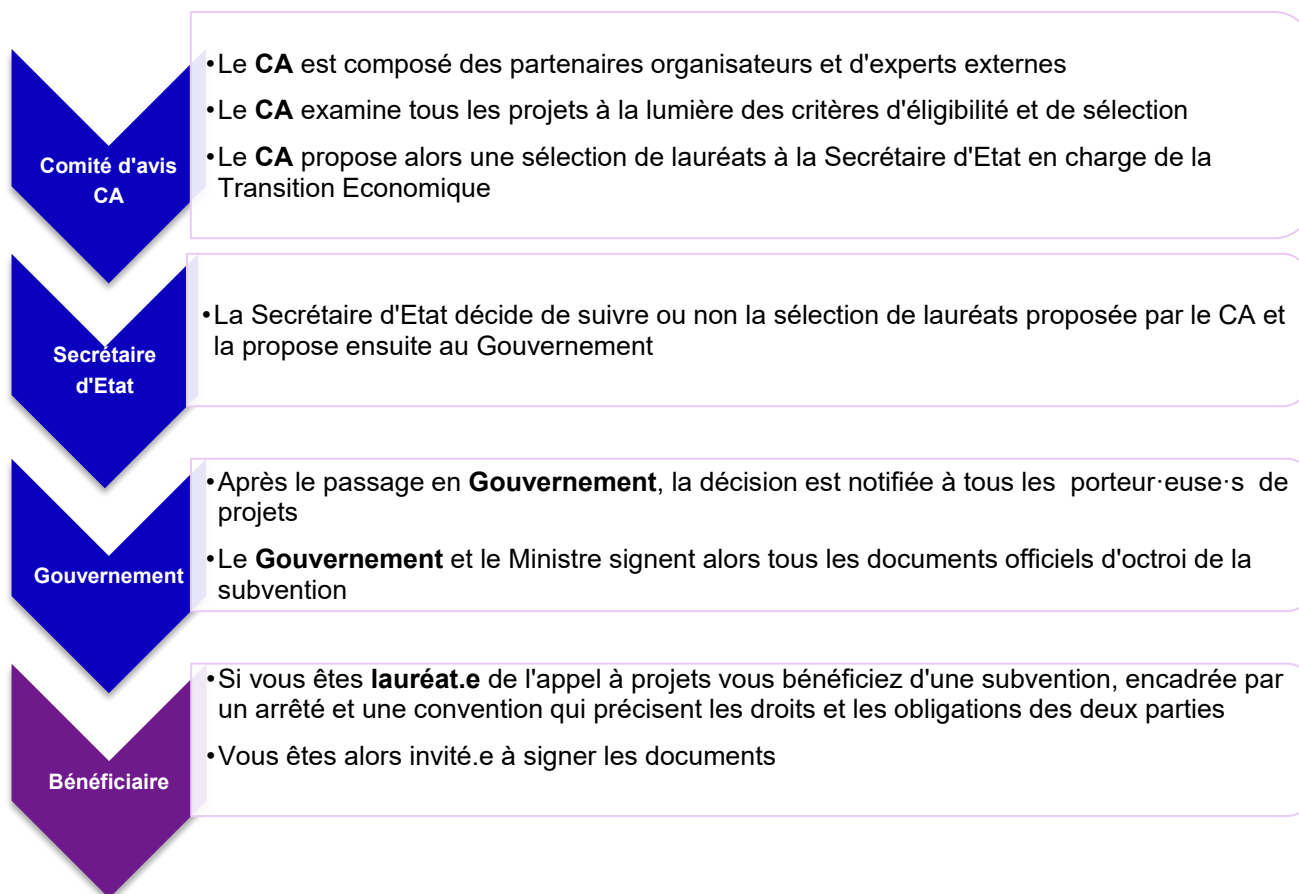 Comité d'avis
CA
•Le CA est composé des partenaires organisateurs et d'experts externes
•Le CA examine tous les projets à la lumière des critères d'éligibilité et de sélection
•Le CA propose alors une sélection de lauréats à la Secrétaire d'Etat en charge de la
Transition Economique
Secrétaire
d'Etat
•La Secrétaire d'Etat décide de suivre ou non la sélection de lauréats proposée par le CA et
la propose ensuite au Gouvernement
Gouvernement
•Après le passage en Gouvernement, la décision est notifiée à tous les porteur·euse·s de
projets
•Le Gouvernement et le Ministre signent alors tous les documents officiels d'octroi de la
subvention
Bénéficiaire
•Si vous êtes lauréat.e de l'appel à projets vous bénéficiez d'une subvention, encadrée par
un arrêté et une convention qui précisent les droits et les obligations des deux parties
•Vous êtes alors invité.e à signer les documents